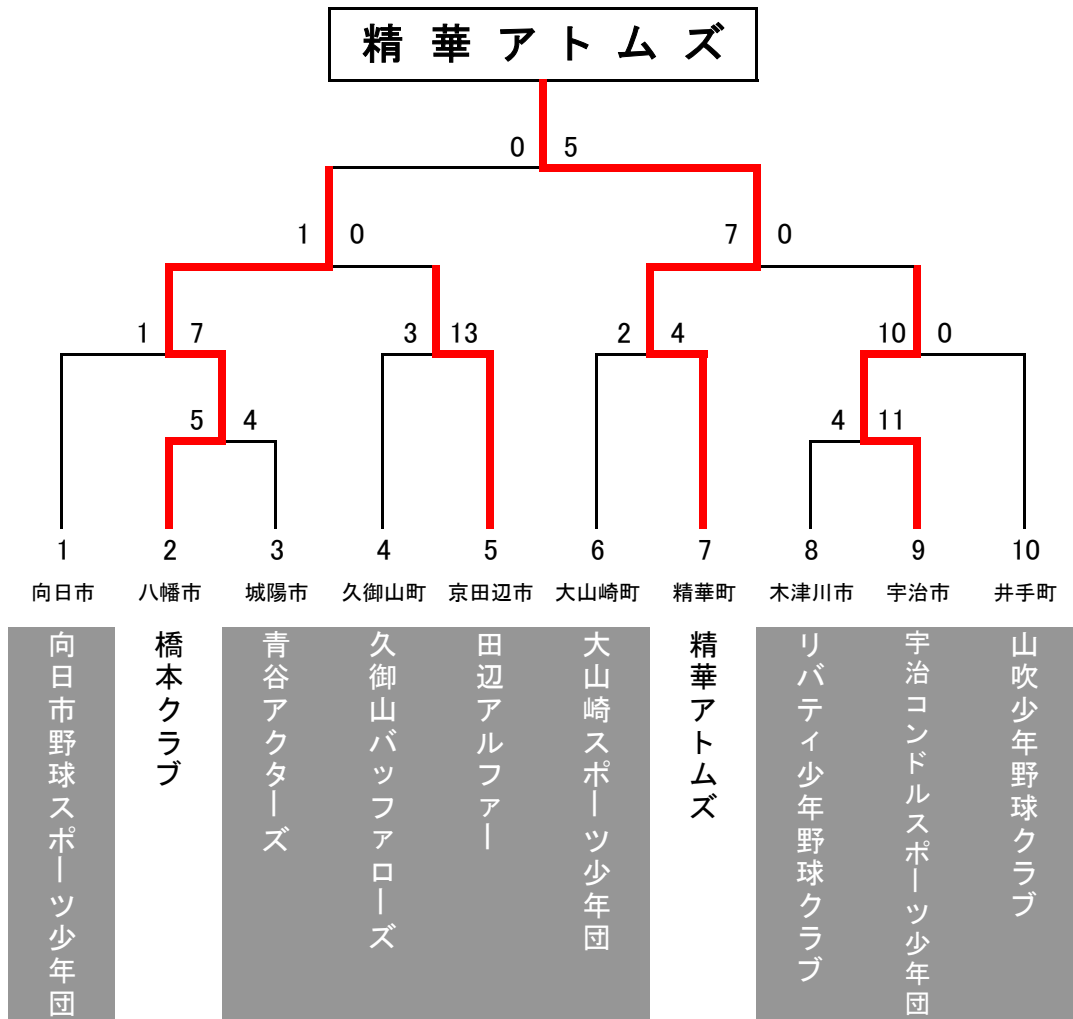 精華アトムズ
0 5
1 0 7 0
1 7 3 13 2 4 10 0
5 4 4 11
1 2 3 4 5 6 7 8 9 10
向日市 八幡市 城陽市 久御山町 京田辺市 大山崎町 精華町 木津川市 宇治市 井手町
向日市野球スポーツ少年団
橋本クラブ
青谷アクターズ
久御山バッファローズ
田辺アルファー
大山崎スポーツ少年団
精華アトムズ
リバティ少年野球クラブ
宇治コンドルスポーツ少年団
山吹少年野球クラブ